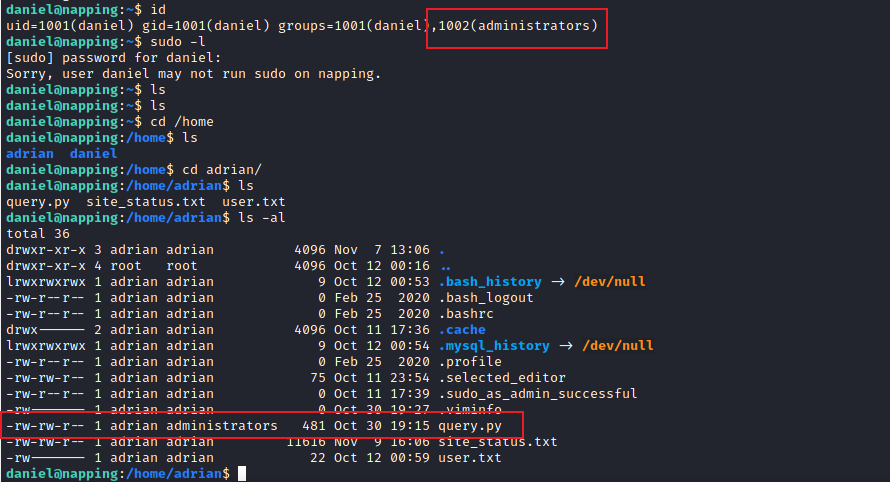 daniel@napping:~$ id
uid=1001(daniel) gid=1001(daniel) groups=1001(daniel),1002(administrators)
daniel@napping:~$ sudo -l
[sudo] password for daniel:
Sorry, user daniel may not run sudo on napping.
daniel@napping:~$ ls
daniel@napping:~$ ls
daniel@napping:~$ cd /home
daniel@napping:/home$ ls
adrian  daniel
daniel@napping:/home$ cd adrian/
daniel@napping:/home/adrian$ ls
query.py  site_status.txt  user.txt
daniel@napping:/home/adrian$ ls -al
total 36
drwxr-xr-x 3 adrian adrian          4096 Nov  7 13:06 .
drwxr-xr-x 4 root   root            4096 Oct 12 00:16 ..
lrwxrwxrwx 1 adrian adrian             9 Oct 12 00:53 .bash_history -> /dev/null
-rw-r--r-- 1 adrian adrian             0 Feb 25  2020 .bash_logout
-rw-r--r-- 1 adrian adrian             0 Feb 25  2020 .bashrc
drwx------ 2 adrian adrian          4096 Oct 11 17:36 .cache
lrwxrwxrwx 1 adrian adrian             9 Oct 12 00:54 .mysql_history -> /dev/null
-rw-r--r-- 1 adrian adrian             0 Feb 25  2020 .profile
-rw-rw-r-- 1 adrian adrian            75 Oct 11 23:54 .selected_editor
-rw-r--r-- 1 adrian adrian             0 Oct 11 17:39 .sudo_as_admin_successful
-rw------- 1 adrian adrian             0 Oct 30 19:27 .viminfo
-rw-rw-r-- 1 adrian administrators   481 Oct 30 19:15 query.py
-rw-rw-r-- 1 adrian adrian         11616 Nov  9 16:06 site_status.txt
-rw------- 1 adrian adrian            22 Oct 12 00:59 user.txt
daniel@napping:/home/adrian$